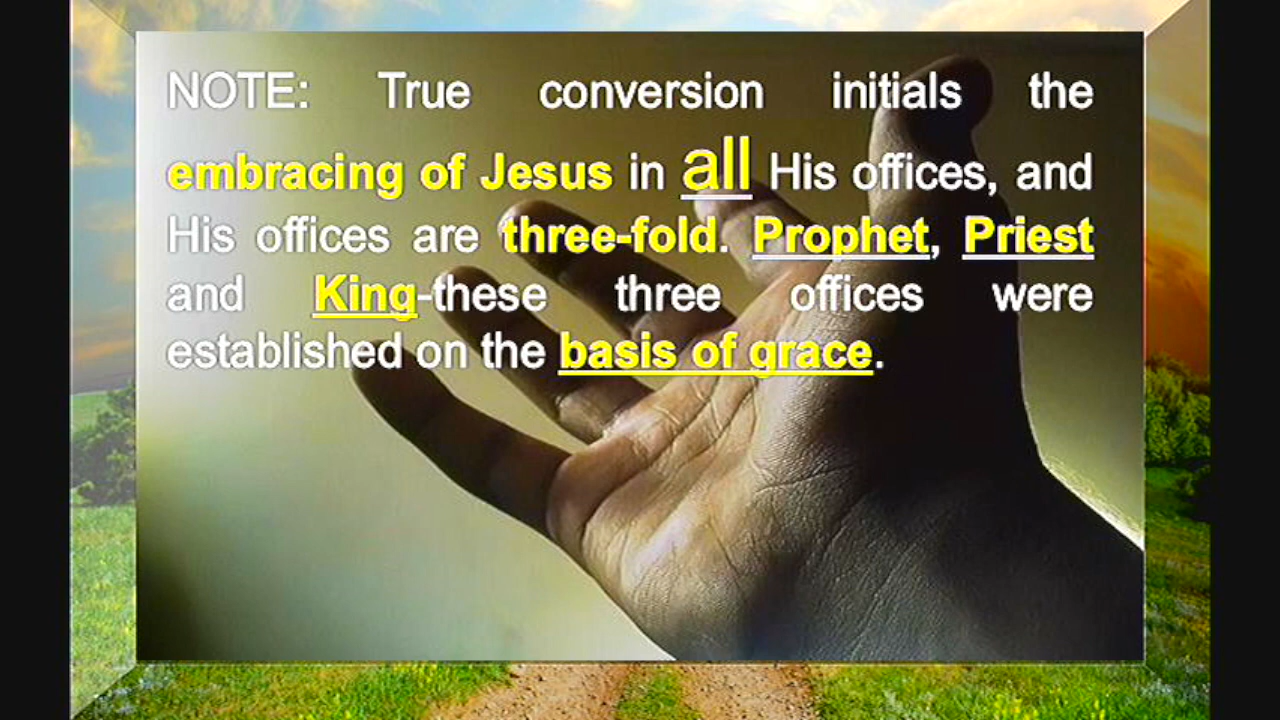 NOTE: True conversion initials the
embracing of Jesus in all His offices, and
His offices are three-fold. Prophet, Priest
and King-these three offices were
established on the basis of grace.